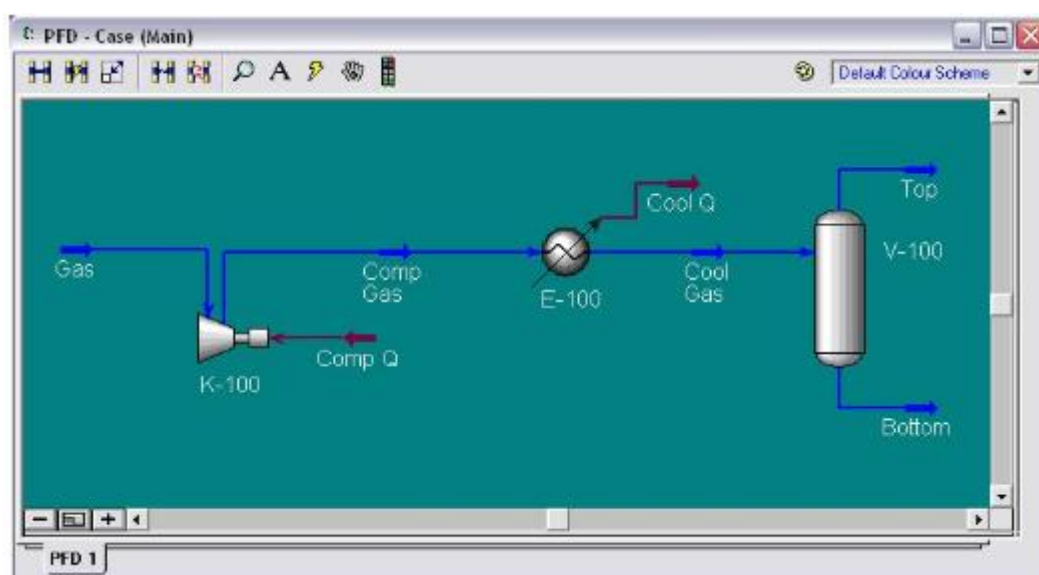 PFD - Case (Main)
A
Default Colour Scheme
Cool Q
Top
Gas
Comp
Gas
Cool
Gas
V-100
E-100
Comp Q
K-100
Bottom
PFD 1